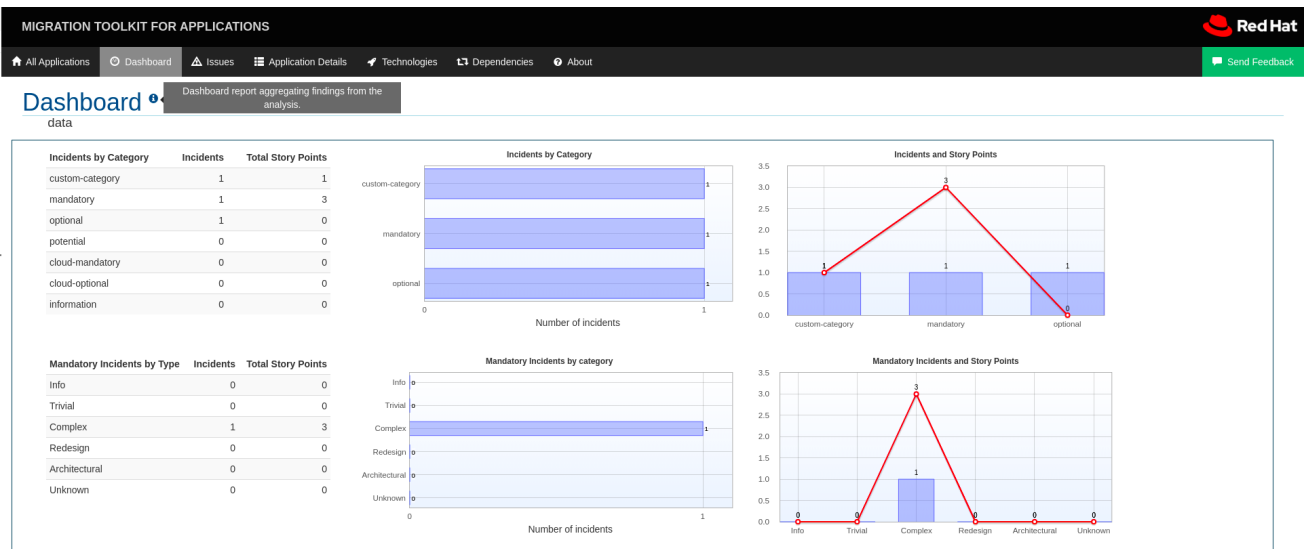 MIGRATION TOOLKIT FOR APPLICATIONS
Red Hat
All Applications Dashboard Issues Application Details Technologies Dependencies About Send Feedback
Dashboard
Dashboard report aggregating findings from the
analysis.
data
Incidents by Category Incidents Total Story Points
custom-category 1 1
mandatory 1 3
optional 1 0
potential 0 0
cloud-mandatory 0 0
cloud-optional 0 0
information 0 0
Incidents by Category
custom-category 1
mandatory 1
optional 1
0 1
Number of incidents
Incidents and Story Points
3.5
3.0
2.5
2.0
1.5
1.0
0.5
0.0
1 3 1 1 0
custom-category mandatory optional
Mandatory Incidents by Type Incidents Total Story Points
Info 0 0
Trivial 0 0
Complex 1 3
Redesign 0 0
Architectural 0 0
Unknown 0 0
Mandatory Incidents by category
Info 0
Trivial 0
Complex 1
Redesign 0
Architectural 0
Unknown 0
0 1
Number of incidents
Mandatory Incidents and Story Points
3.5
3.0
2.5
2.0
1.5
1.0
0.5
0.0
3
1
0 0 0 0 0
Info Trivial Complex Redesign Architectural Unknown